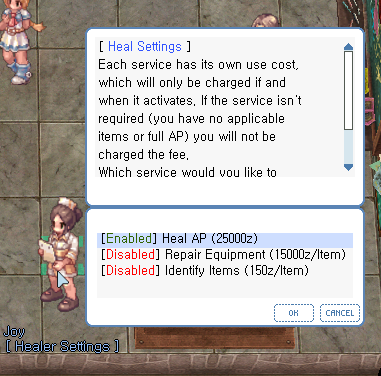 [ Heal Settings ]
Each service has its own use cost,
which will only be charged if and
when it activates. If the service isn't
required (you have no applicable
items or full AP) you will not be
charged the fee.
Which service would you like to
[Enabled] Heal AP (25000z)
[Disabled] Repair Equipment (15000z/Item)
[Disabled] Identify Items (150z/Item)
OK CANCEL
Joy
[ Healer Settings ]